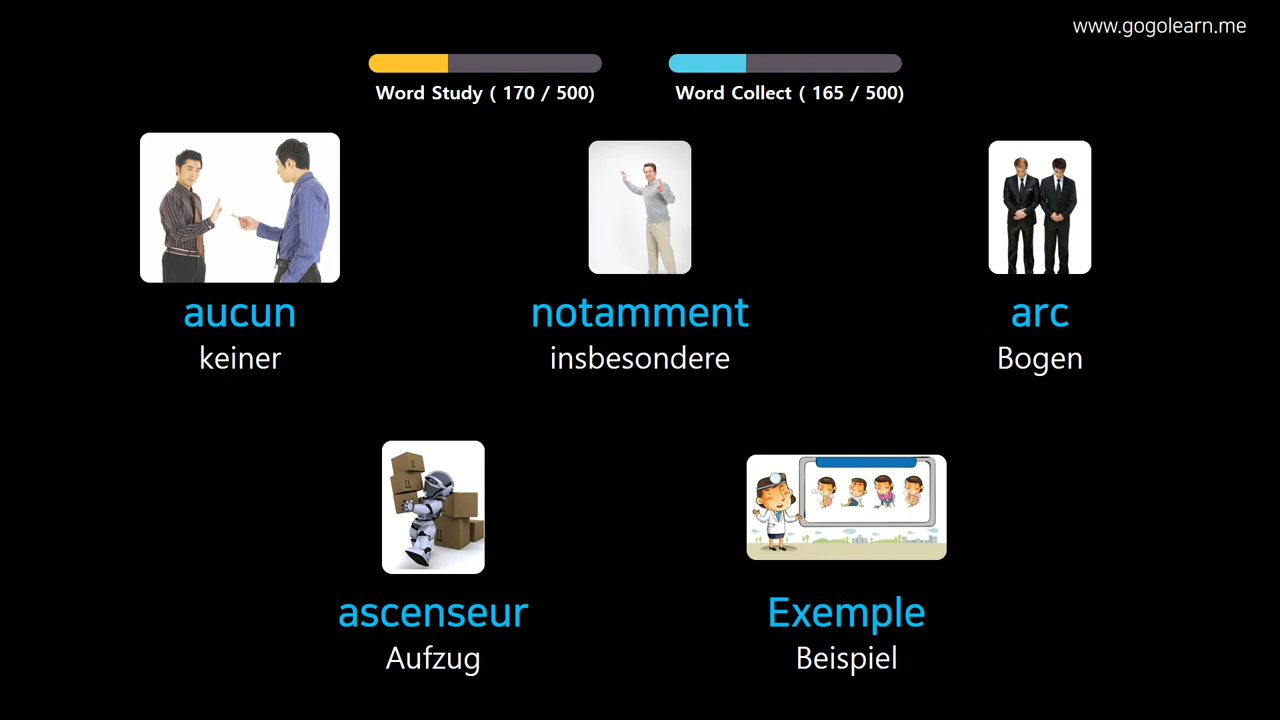 www.gogolearn.me
Word Study ( 170 / 500)
Word Collect ( 165 / 500)
aucun
keiner
notamment
insbesondere
arc
Bogen
ascenseur
Aufzug
Exemple
Beispiel